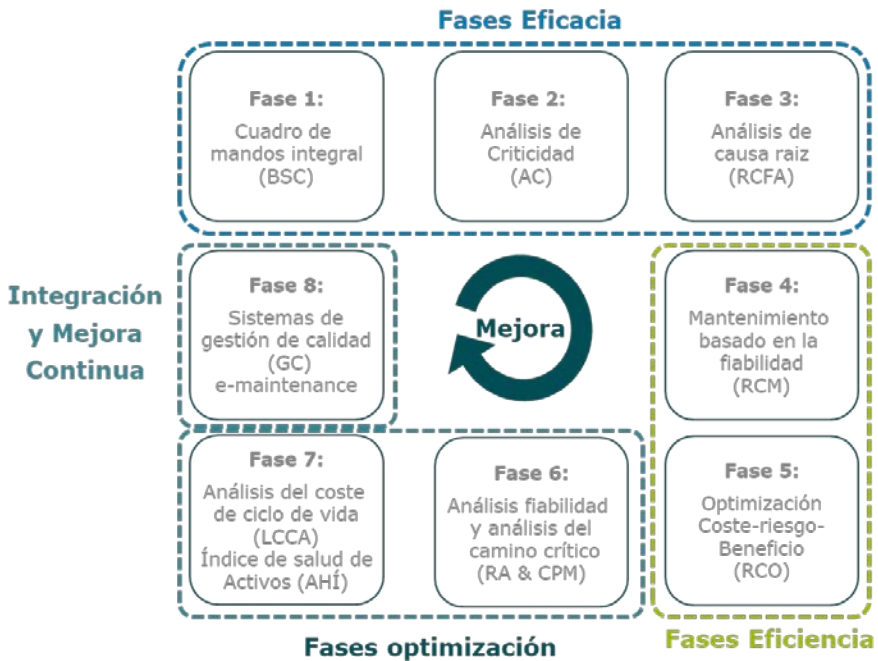 Fases Eficacia
Fase 1:
Cuadro de
mandos integral
(BSC)
Fase 2:
Análisis de
Criticidad
(AC)
Fase 3:
Análisis de
causa raiz
(RCFA)
Integración
y Mejora
Continua
Fase 8:
Sistemas de
gestión de calidad
(GC)
e-maintenance
Mejora
Fase 4:
Mantenimiento
basado en la
fiabilidad
(RCM)
Fase 7:
Análisis del coste
de ciclo de vida
(LCCA)
Índice de salud de
Activos (AHÍ)
Fase 6:
Análisis fiabilidad
y análisis del
camino crítico
(RA & CPM)
Fase 5:
Optimización
Coste-riesgo-
Beneficio
(RCO)
Fases optimización
Fases Eficiencia